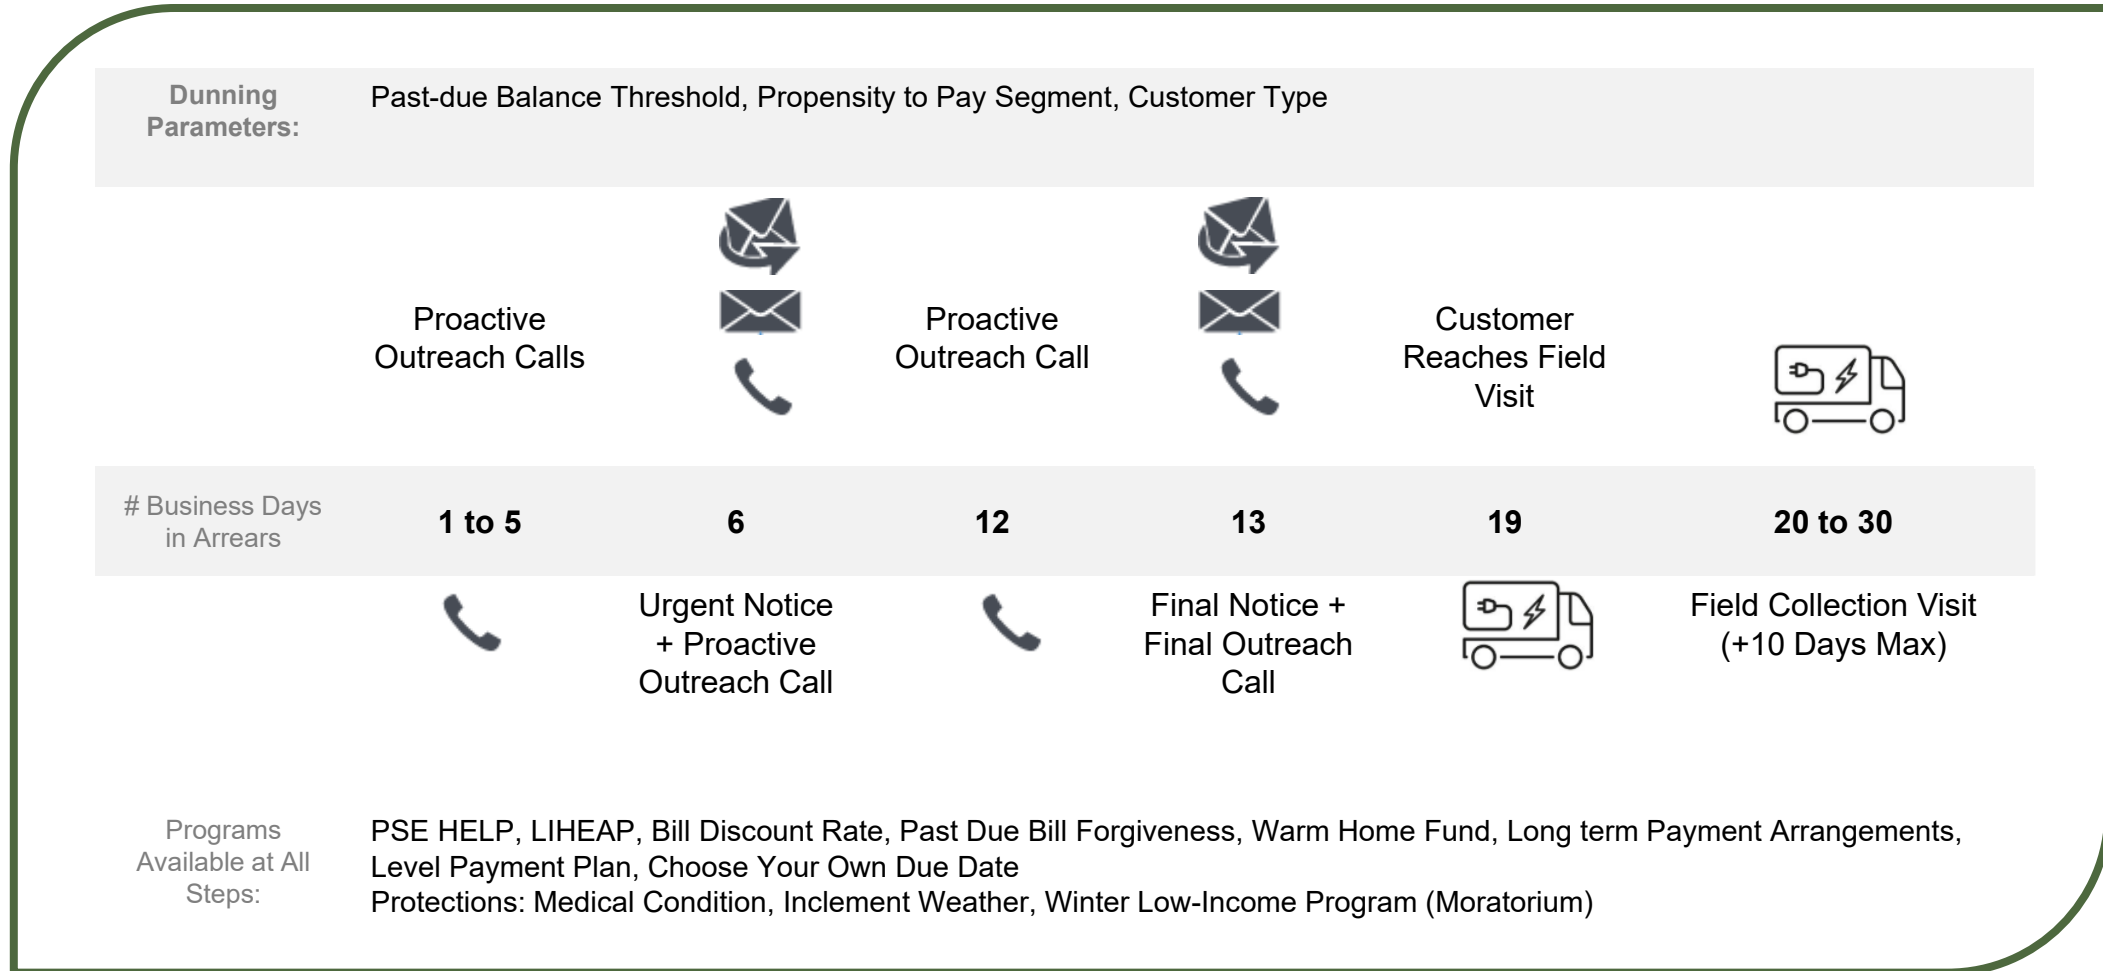 Dunning
Parameters:
Past-due Balance Threshold, Propensity to Pay Segment, Customer Type
Proactive
Outreach Calls
Proactive
Outreach Call
Customer
Reaches Field
Visit
# Business Days
in Arrears
1 to 5
6
12
13
19
20 to 30
Urgent Notice
+ Proactive
Outreach Call
Final Notice +
Final Outreach
Call
Field Collection Visit
(+10 Days Max)
Programs
Available at All
Steps:
PSE HELP, LIHEAP, Bill Discount Rate, Past Due Bill Forgiveness, Warm Home Fund, Long term Payment Arrangements,
Level Payment Plan, Choose Your Own Due Date
Protections: Medical Condition, Inclement Weather, Winter Low-Income Program (Moratorium)